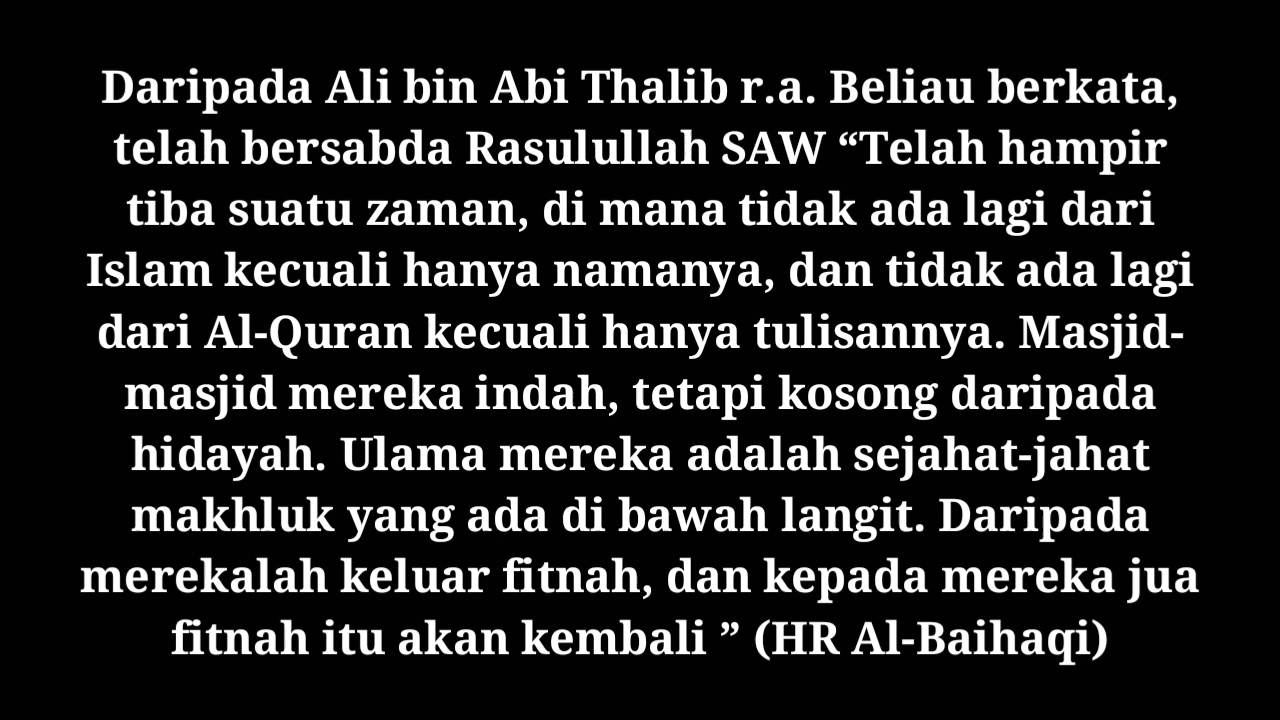 Daripada Ali bin Abi Thalib r.a. Beliau berkata,
telah bersabda Rasulullah SAW “Telah hampir
tiba suatu zaman, di mana tidak ada lagi dari
Islam kecuali hanya namanya, dan tidak ada lagi
dari Al-Quran kecuali hanya tulisannya. Masjid-
masjid mereka indah, tetapi kosong daripada
hidayah. Ulama mereka adalah sejahat-jahat
makhluk yang ada di bawah langit. Daripada
merekalah keluar fitnah, dan kepada mereka jua
fitnah itu akan kembali ” (HR Al-Baihaqi)